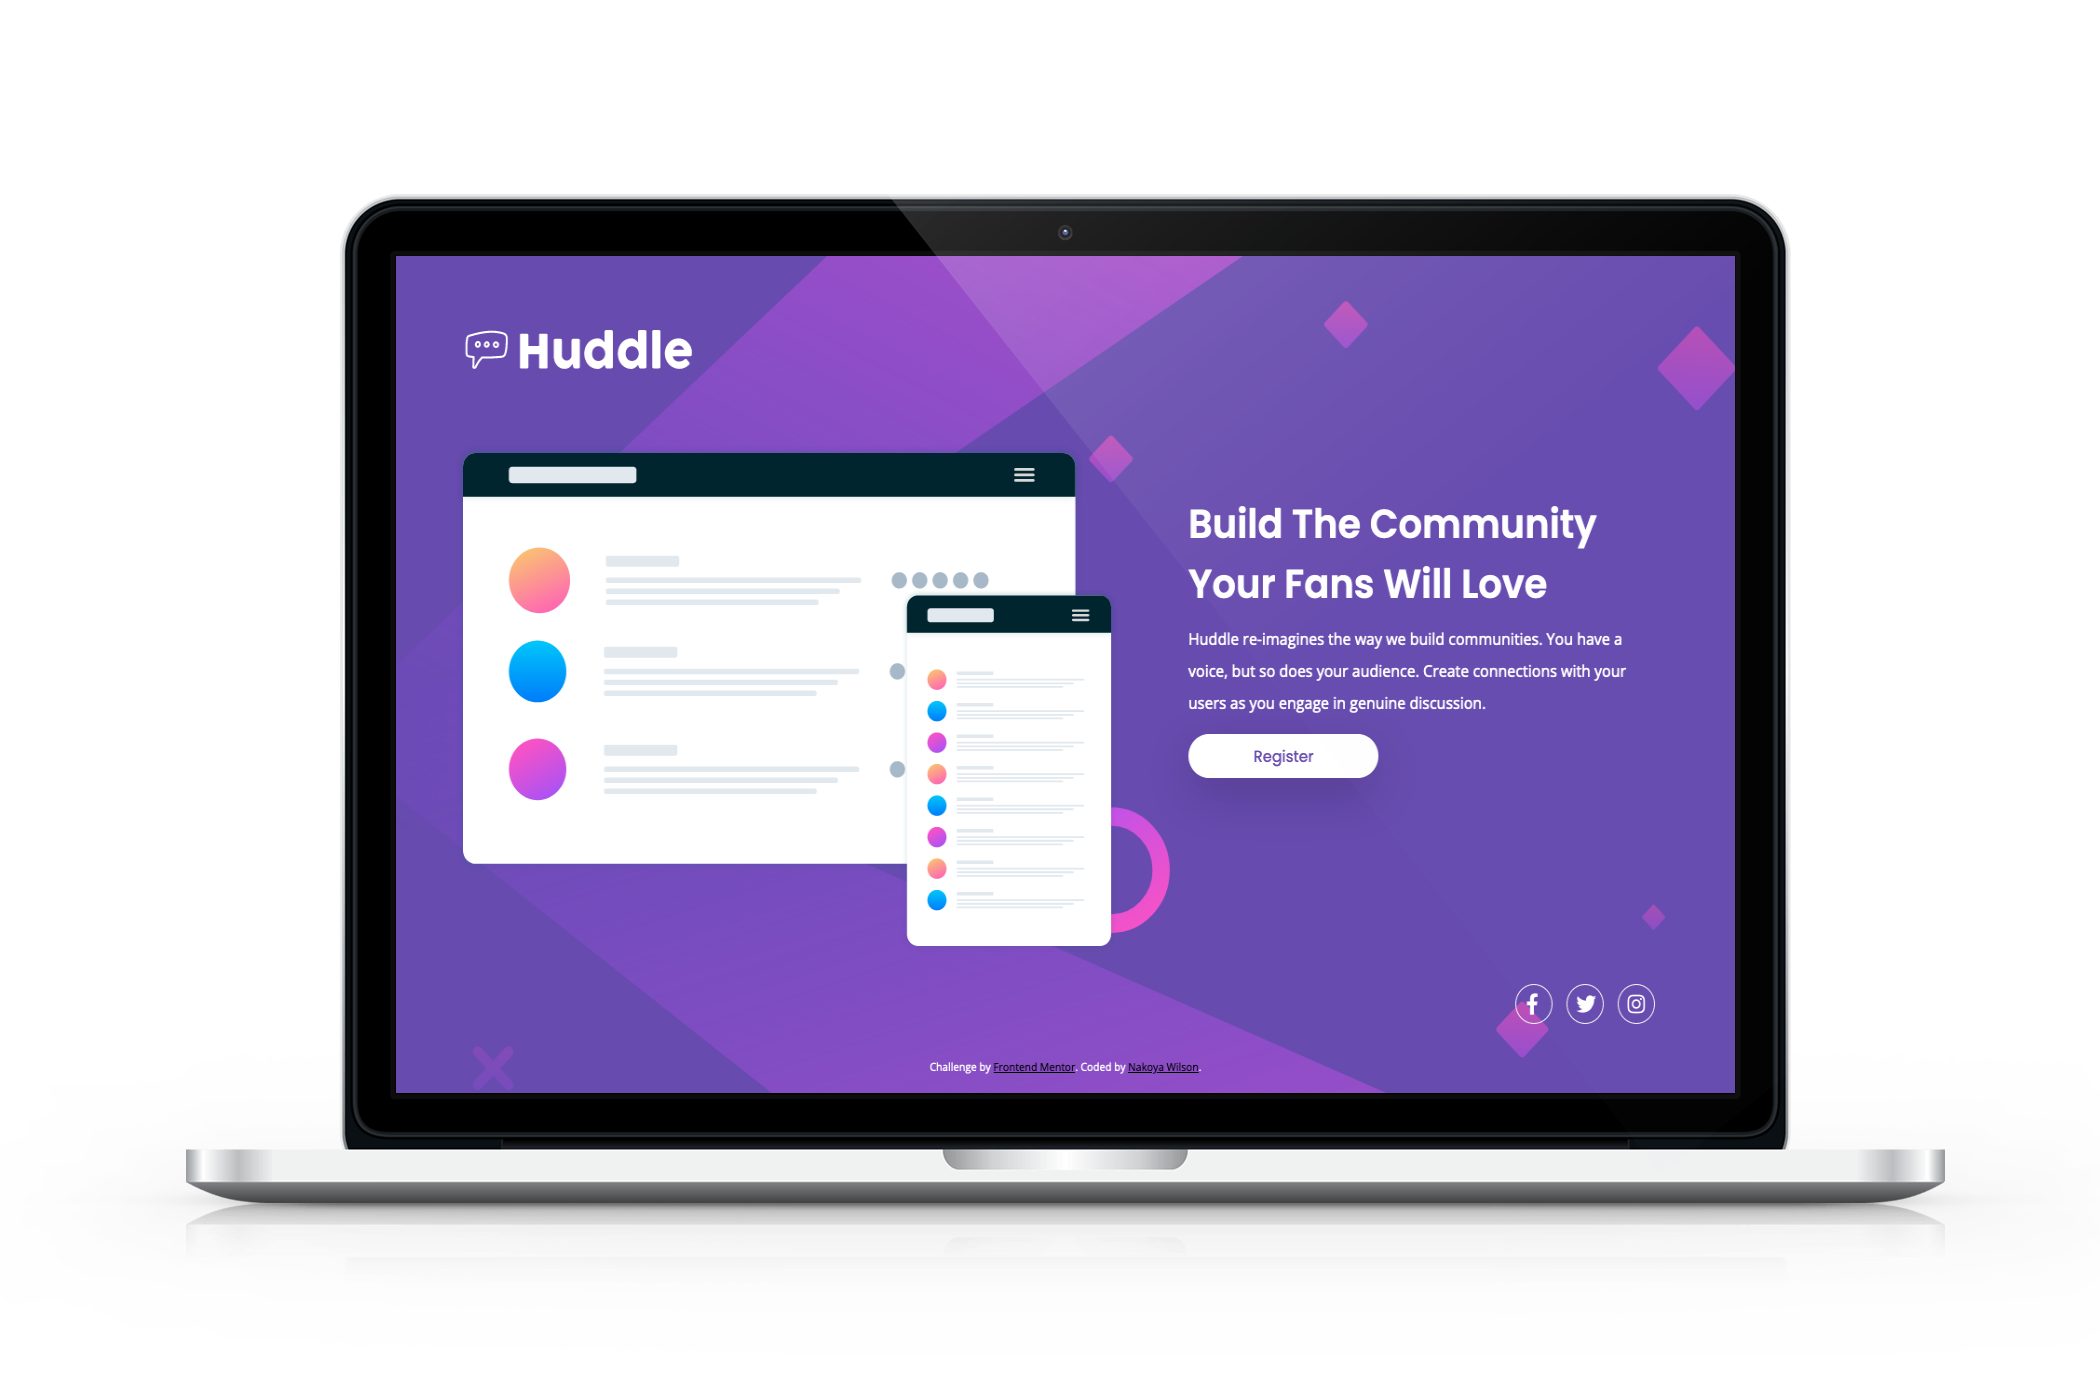 Huddle
Build The Community
Your Fans Will Love
Huddle re-imagines the way we build communities. You have a
voice, but so does your audience. Create connections with your
users as you engage in genuine discussion.
Register
Challenge by Frontend Mentor. Coded by Nakoya Wilson.